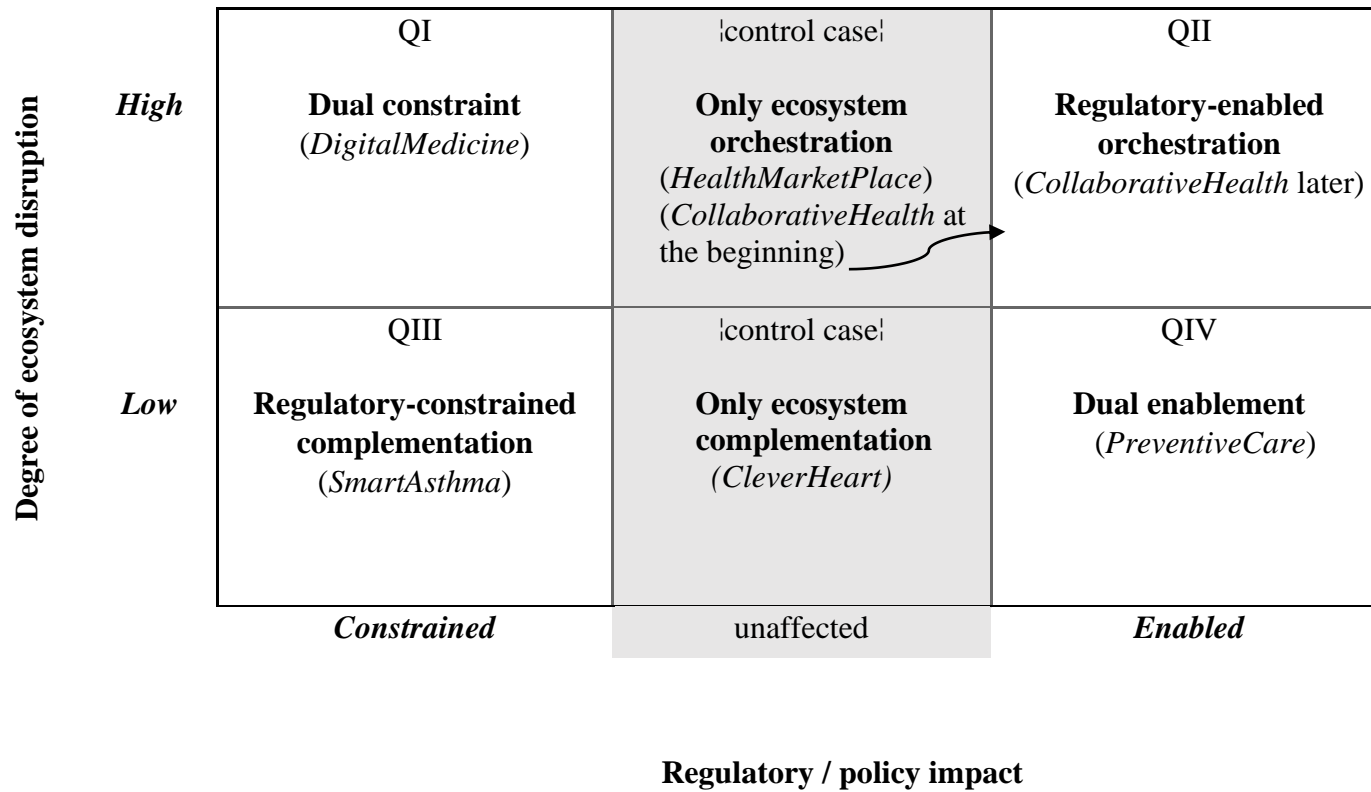 QI
¦control case¦
QII
High
Dual constraint
(DigitalMedicine)
Only ecosystem
orchestration
(HealthMarketPlace)
(CollaborativeHealth at
the beginning)
Regulatory-enabled
orchestration
(CollaborativeHealth later)
Degree of ecosystem disruption
QIII
¦control case¦
QIV
Low
Regulatory-constrained
complementation
(SmartAsthma)
Only ecosystem
complementation
(CleverHeart)
Dual enablement
(PreventiveCare)
Constrained
unaffected
Enabled
Regulatory / policy impact